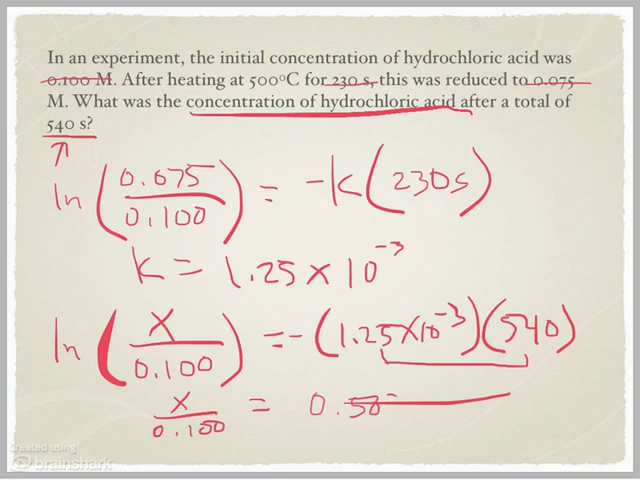 In an experiment, the initial concentration of hydrochloric acid was
0.100 M. After heating at 500°C for 230 s, this was reduced to 0.075
M. What was the concentration of hydrochloric acid after a total of
540 s?
ln (0.075/0.100) = -k(230s)
k = 1.25 x 10^-3
ln (x/0.100) = -(1.25x10^-3)(540)
x/0.100 = 0.50
Created using
brainshark